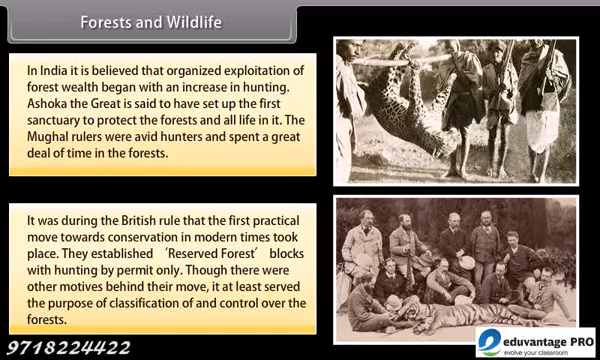 Forests and Wildlife
In India it is believed that organized exploitation of
forest wealth began with an increase in hunting.
Ashoka the Great is said to have set up the first
sanctuary to protect the forests and all life in it. The
Mughal rulers were avid hunters and spent a great
deal of time in the forests.
It was during the British rule that the first practical
move towards conservation in modern times took
place. They established ‘Reserved Forest’ blocks
with hunting by permit only. Though there were
other motives behind their move, it at least served
the purpose of classification of and control over the
forests.
9718224422
eduvantage PRO
evolve your classroom